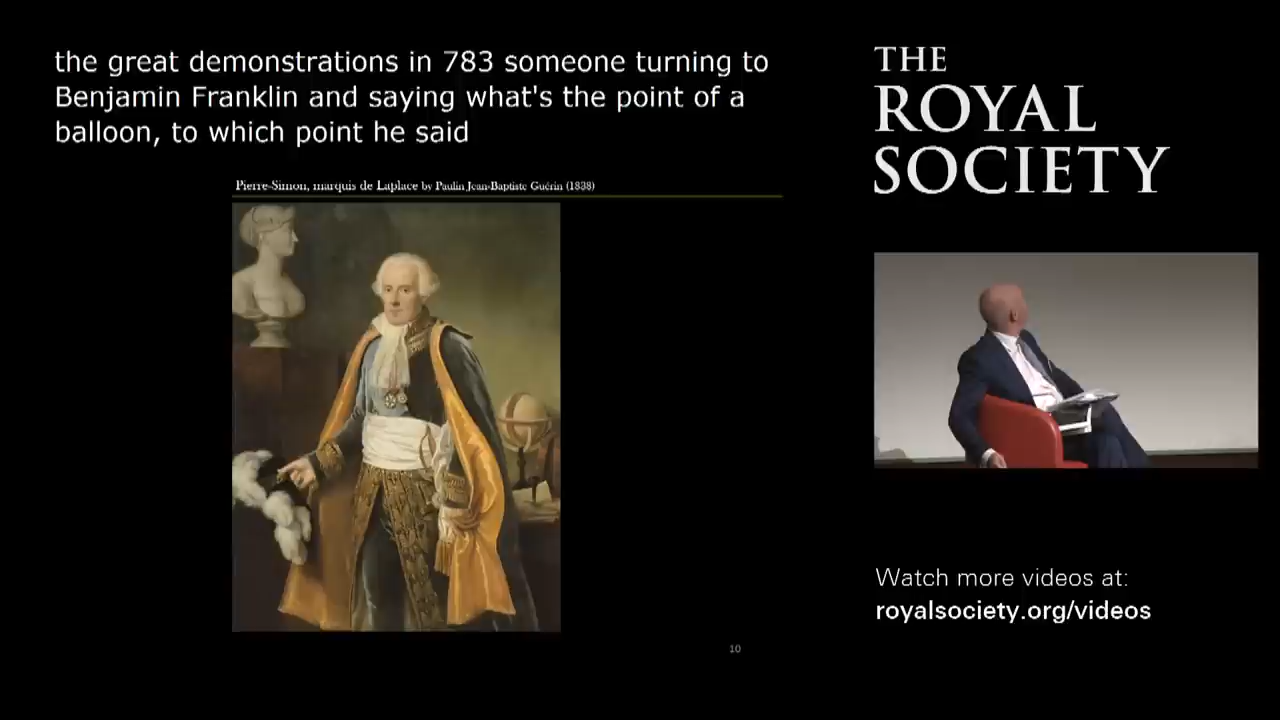 the great demonstrations in 783 someone turning to
Benjamin Franklin and saying what's the point of a
balloon, to which point he said
Pierre-Simon, marquis de Laplace by Paulin Jean-Baptiste Guérin (1838)
10
THE
ROYAL
SOCIETY
Watch more videos at:
royalsociety.org/videos